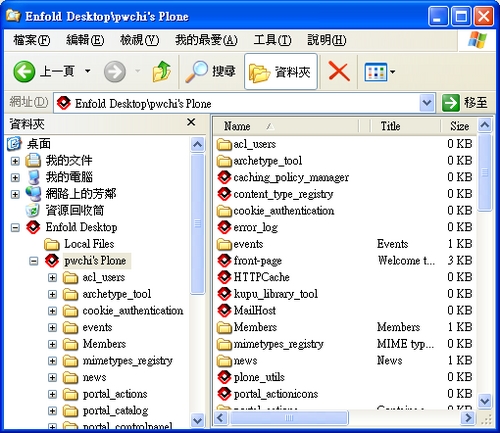 Enfold Desktop\pwchi's Plone
檔案(F) 編輯(E) 檢視(V) 我的最愛(A) 工具(T) 說明(H)
上一頁 搜尋 資料夾
網址(D) Enfold Desktop\pwchi's Plone 移至
資料夾
桌面
我的文件
我的電腦
網路上的芳鄰
資源回收筒
Enfold Desktop
Local Files
pwchi's Plone
acl_users
archetype_tool
cookie_authentication
events
Members
mimetypes_registry
news
portal_actions
portal_catalog
portal_controlpanel
Name Title Size
acl_users 0 KB
archetype_tool 0 KB
caching_policy_manager 0 KB
content_type_registry 0 KB
cookie_authentication 0 KB
error_log 0 KB
events Events 1 KB
front-page Welcome t... 3 KB
HTTPCache 0 KB
kupu_library_tool 0 KB
MailHost 0 KB
Members Members 1 KB
mimetypes_registry MIME typ... 0 KB
news News 1 KB
plone_utils 0 KB
portal_actionicons 0 KB
portal_actions Contains 0 KB